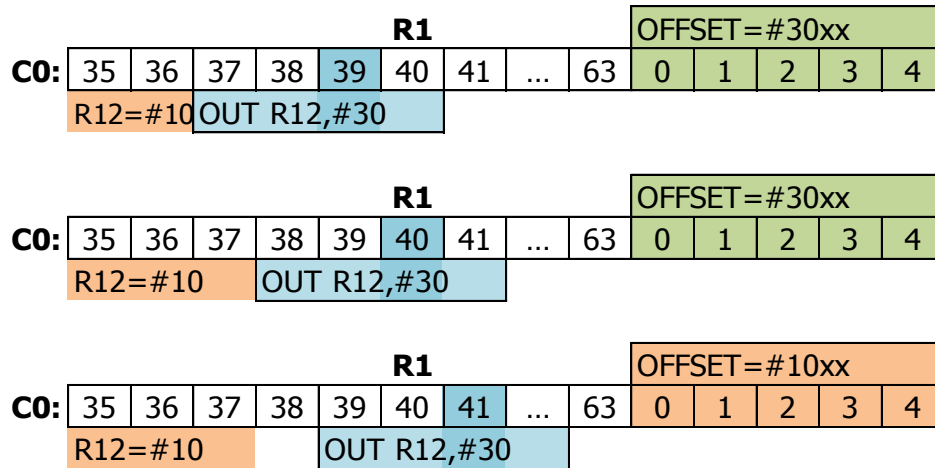 R1 OFFSET=#30xx
C0: 35 36 37 38 39 40 41 ... 63 0 1 2 3 4
R12=#10 OUT R12,#30
R1 OFFSET=#30xx
C0: 35 36 37 38 39 40 41 ... 63 0 1 2 3 4
R12=#10 OUT R12,#30
R1 OFFSET=#10xx
C0: 35 36 37 38 39 40 41 ... 63 0 1 2 3 4
R12=#10 OUT R12,#30